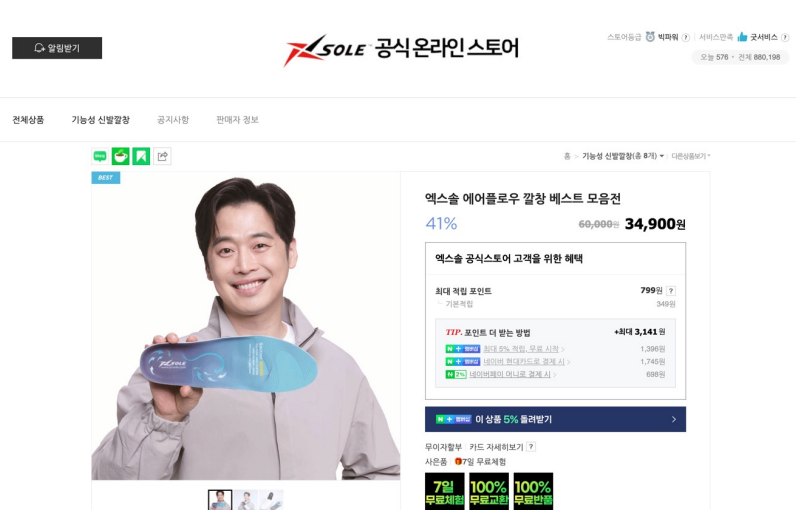 알림받기
XSOLE 공식 온라인 스토어
스토어등급 빅파워 ? 서비스만족 굿서비스 ?
오늘 576 · 전체 880,198
전체상품 기능성 신발깔창 공지사항 판매자 정보
홈 > 기능성 신발깔창(총 8개) 다른상품보기
BEST
엑스솔 에어플로우 깔창 베스트 모음전
41% 60,000원 34,900원
엑스솔 공식스토어 고객을 위한 혜택
최대 적립 포인트 799원 ?
기본적립 349원
TIP. 포인트 더 받는 방법 +최대 3,141원
N + 멤버십 최대 5% 적립, 무료 시작 > 1,396원
N + 멤버십 네이버 현대카드로 결제 시 > 1,745원
N 2% 네이버페이 머니로 결제 시 > 698원
N + 멤버십 이 상품 5% 돌려받기 >
무이자할부 카드 자세히보기 ?
사은품 7일 무료체험
XSOLE
7일 100% 100%
무료체험 무료교환 무료반품